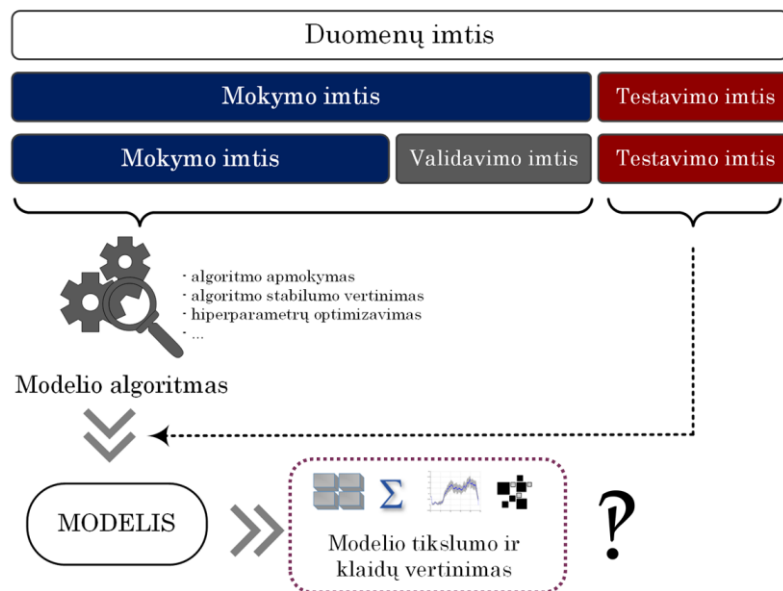 Duomenų imtis
Mokymo imtis
Testavimo imtis
Mokymo imtis
Validavimo imtis
Testavimo imtis
- algoritmo apmokymas
- algoritmo stabilumo vertinimas
- hiperparametrų optimizavimas
- ...
Modelio algoritmas
MODELIS
Σ
Modelio tikslumo ir
klaidų vertinimas
?